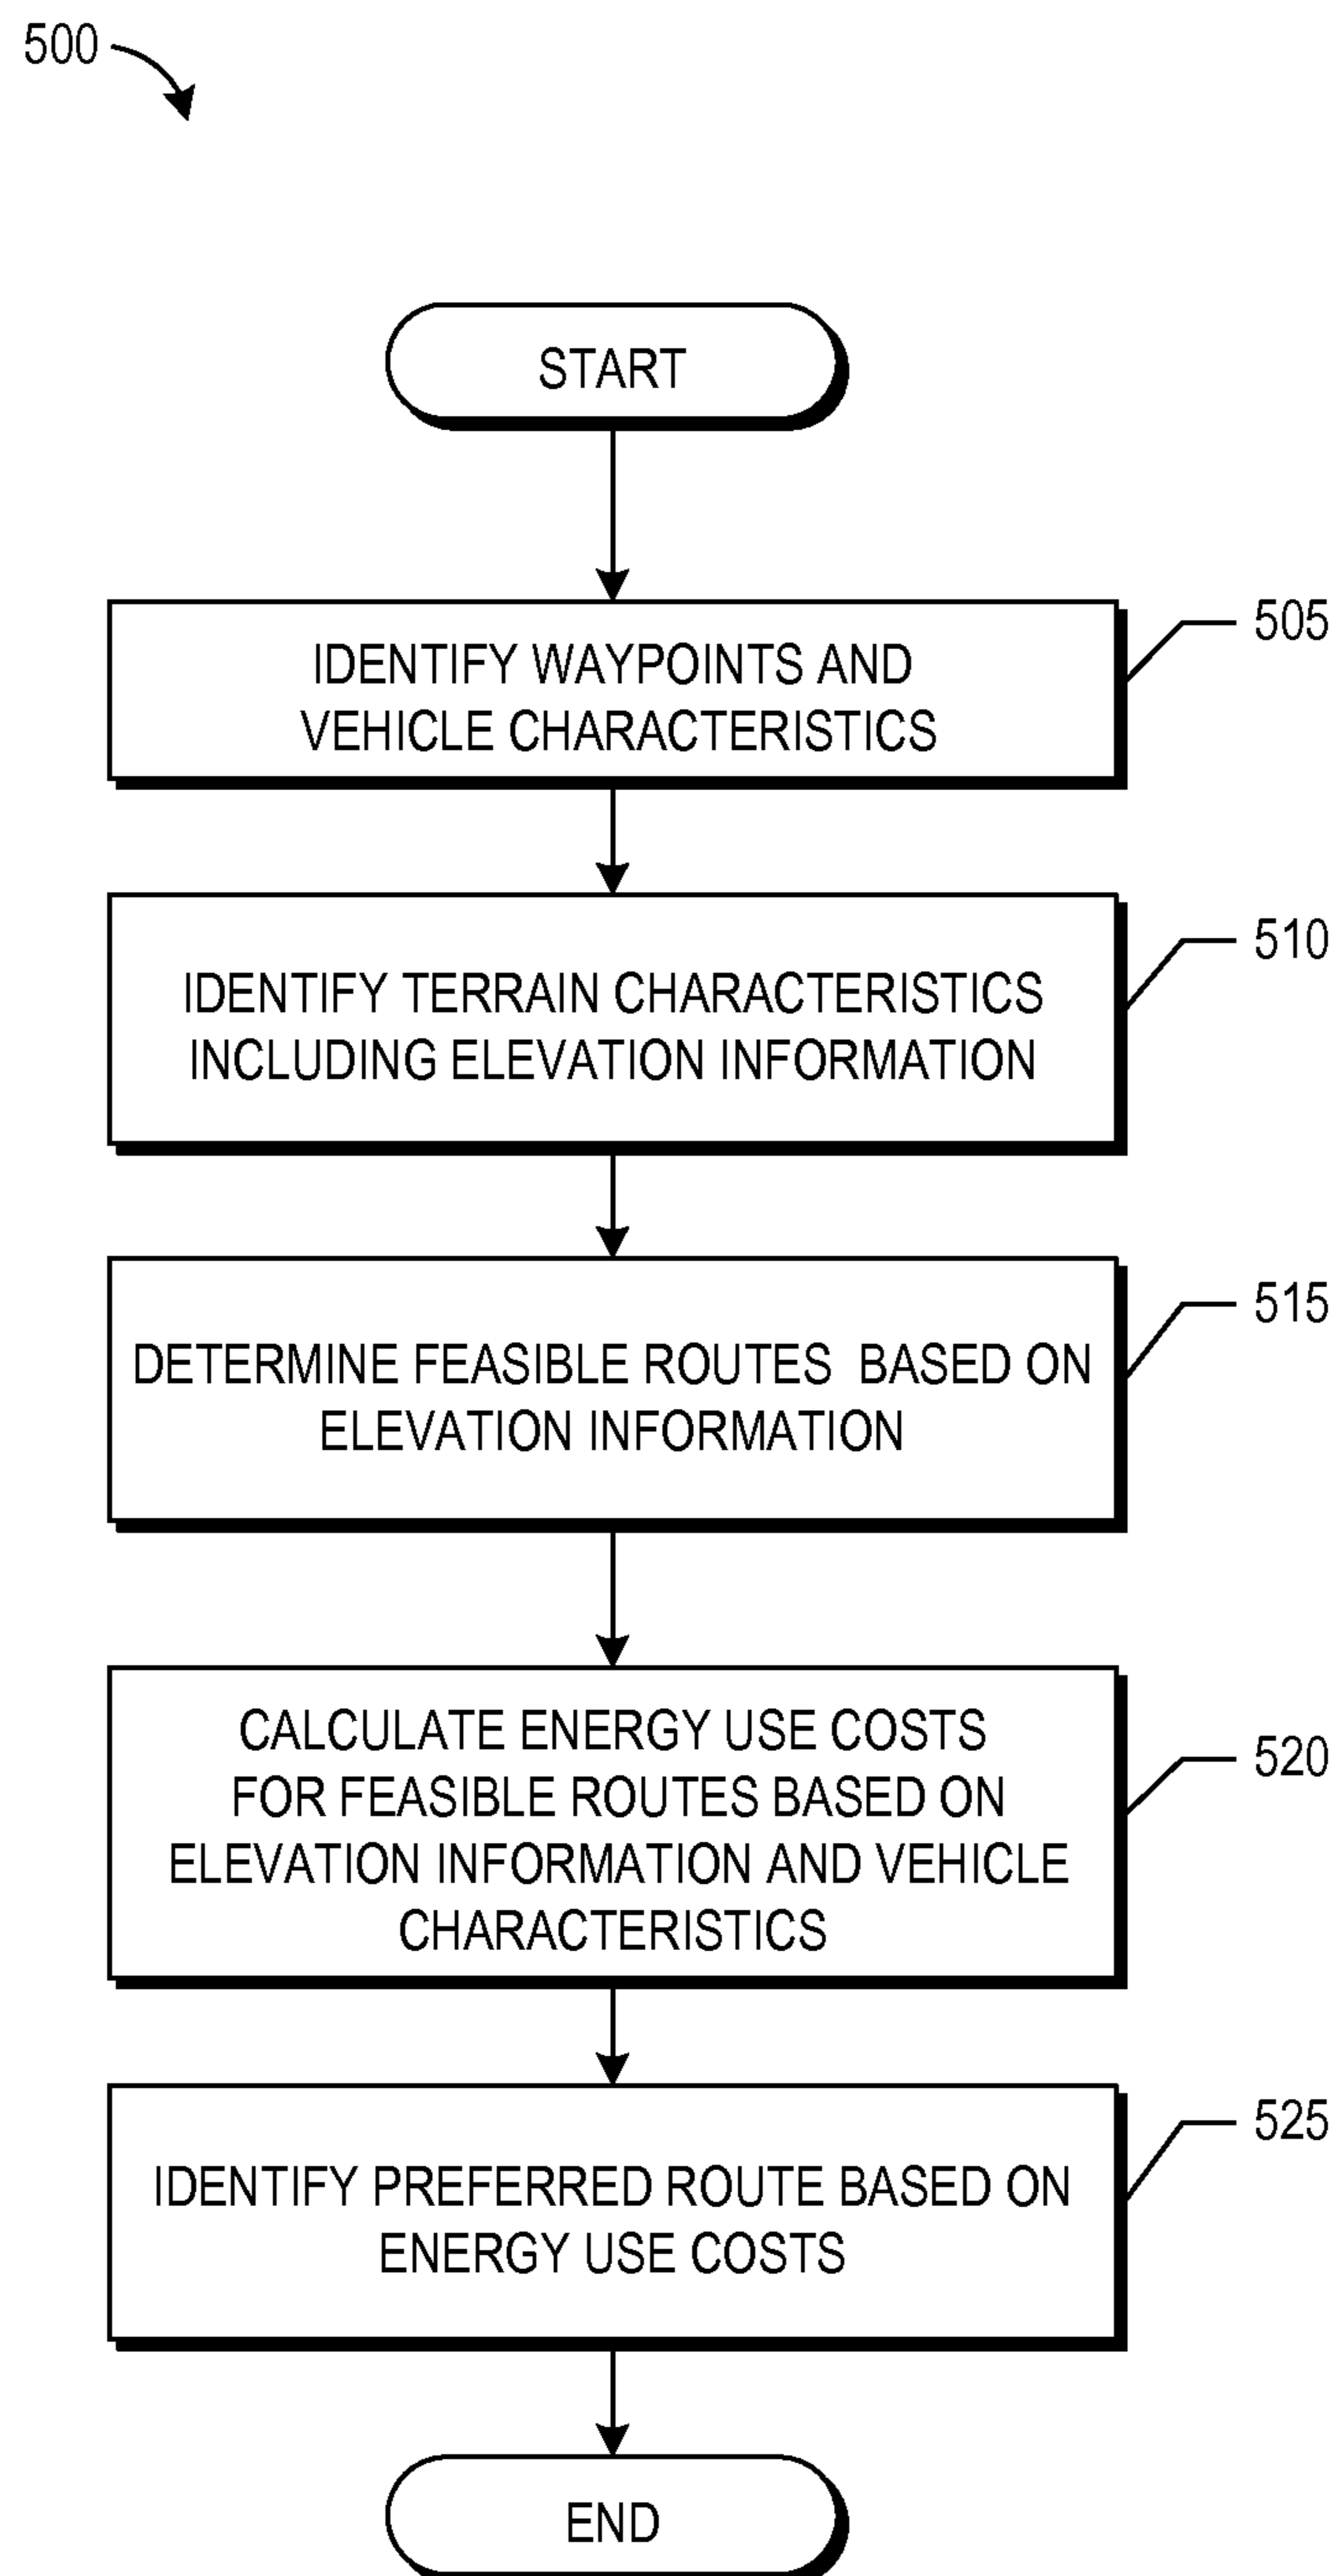 500
START
IDENTIFY WAYPOINTS AND
VEHICLE CHARACTERISTICS
505
IDENTIFY TERRAIN CHARACTERISTICS
INCLUDING ELEVATION INFORMATION
510
DETERMINE FEASIBLE ROUTES BASED ON
ELEVATION INFORMATION
515
CALCULATE ENERGY USE COSTS
FOR FEASIBLE ROUTES BASED ON
ELEVATION INFORMATION AND VEHICLE
CHARACTERISTICS
520
IDENTIFY PREFERRED ROUTE BASED ON
ENERGY USE COSTS
525
END